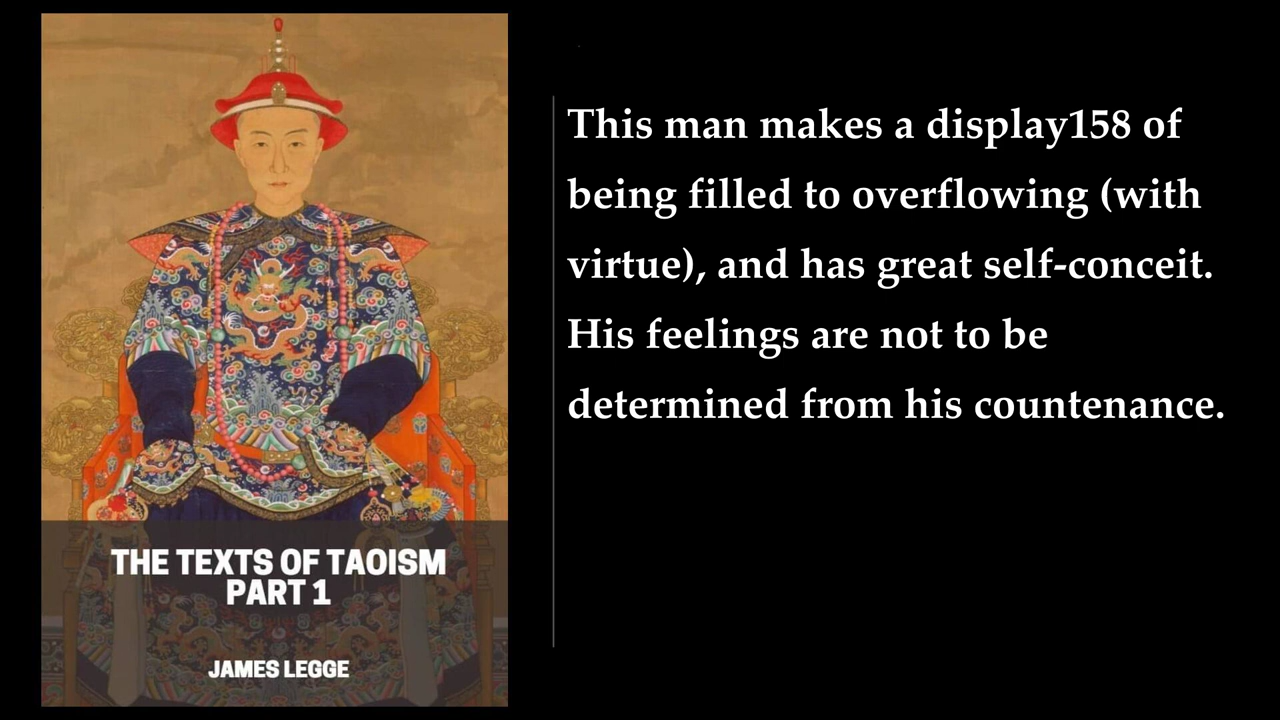 This man makes a display158 of
being filled to overflowing (with
virtue), and has great self-conceit.
His feelings are not to be
determined from his countenance.
THE TEXTS OF TAOISM
PART 1
JAMES LEGGE